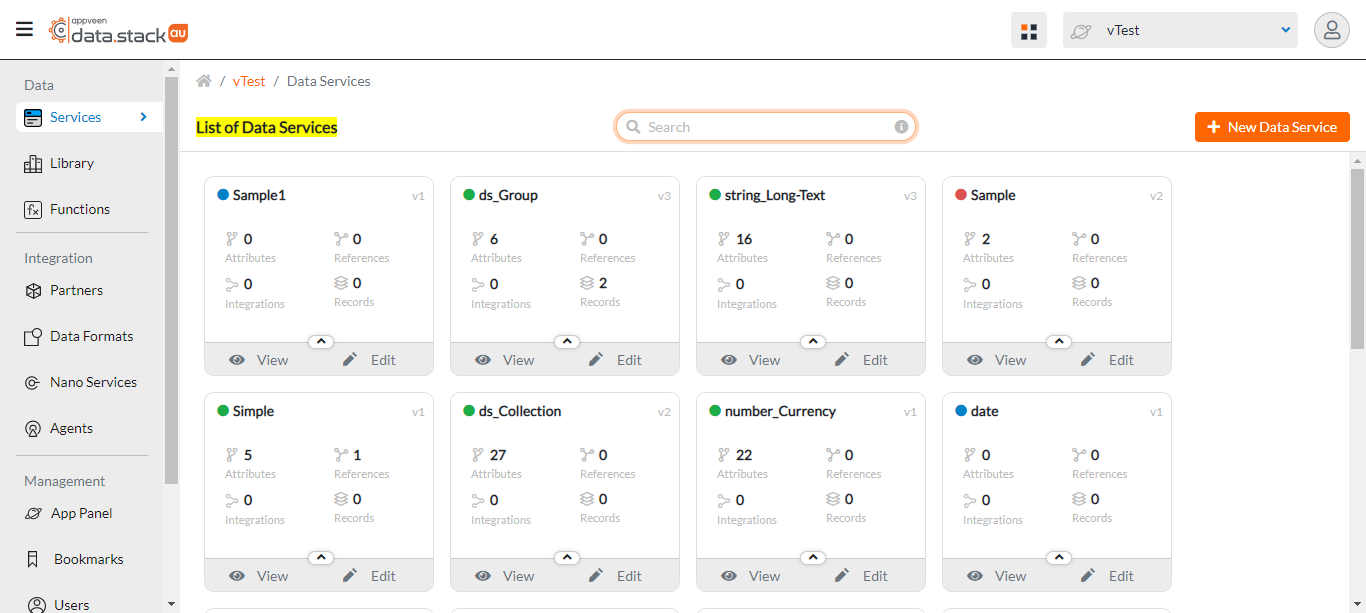 appveen
data.stack au
vTest
Data
Services
Library
Functions
Integration
Partners
Data Formats
Nano Services
Agents
Management
App Panel
Bookmarks
Users
/ vTest / Data Services
List of Data Services
Search
New Data Service
Sample1 v1
0 0
Attributes References
0 0
Integrations Records
View Edit
ds_Group v3
6 0
Attributes References
0 2
Integrations Records
View Edit
string_Long-Text v3
16 0
Attributes References
0 0
Integrations Records
View Edit
Sample v2
2 0
Attributes References
0 0
Integrations Records
View Edit
Simple v1
5 1
Attributes References
0 0
Integrations Records
View Edit
ds_Collection v2
27 0
Attributes References
0 0
Integrations Records
View Edit
number_Currency v1
22 0
Attributes References
0 0
Integrations Records
View Edit
date v1
0 0
Attributes References
0 0
Integrations Records
View Edit